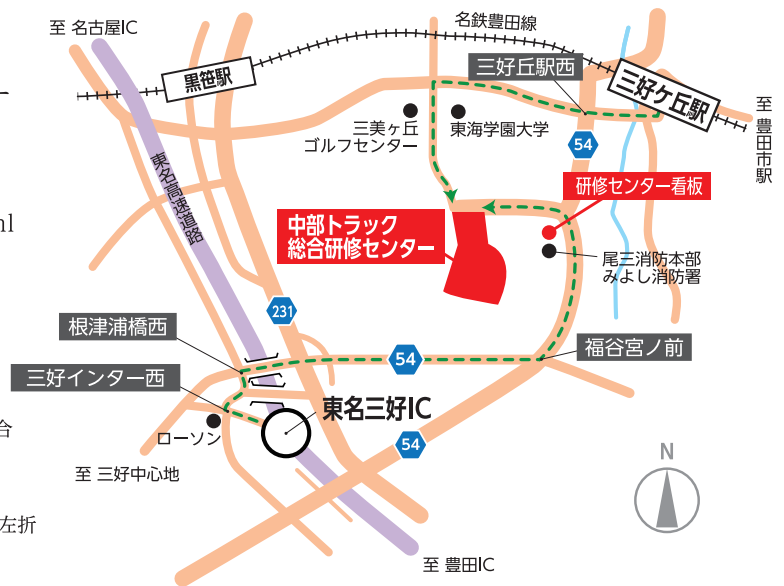 至 名古屋IC
名鉄豊田線
黒笹駅
三好丘駅西
三好ケ丘駅
至 豊田市駅
三美ヶ丘
ゴルフセンター
東海学園大学
54
東名高速道路
研修センター看板
ml
中部トラック
総合研修センター
尾三消防本部
みよし消防署
231
根津浦橋西
54
福谷宮ノ前
三好インター西
東名三好IC
合
ローソン
54
N
至 三好中心地
左折
至 豊田IC